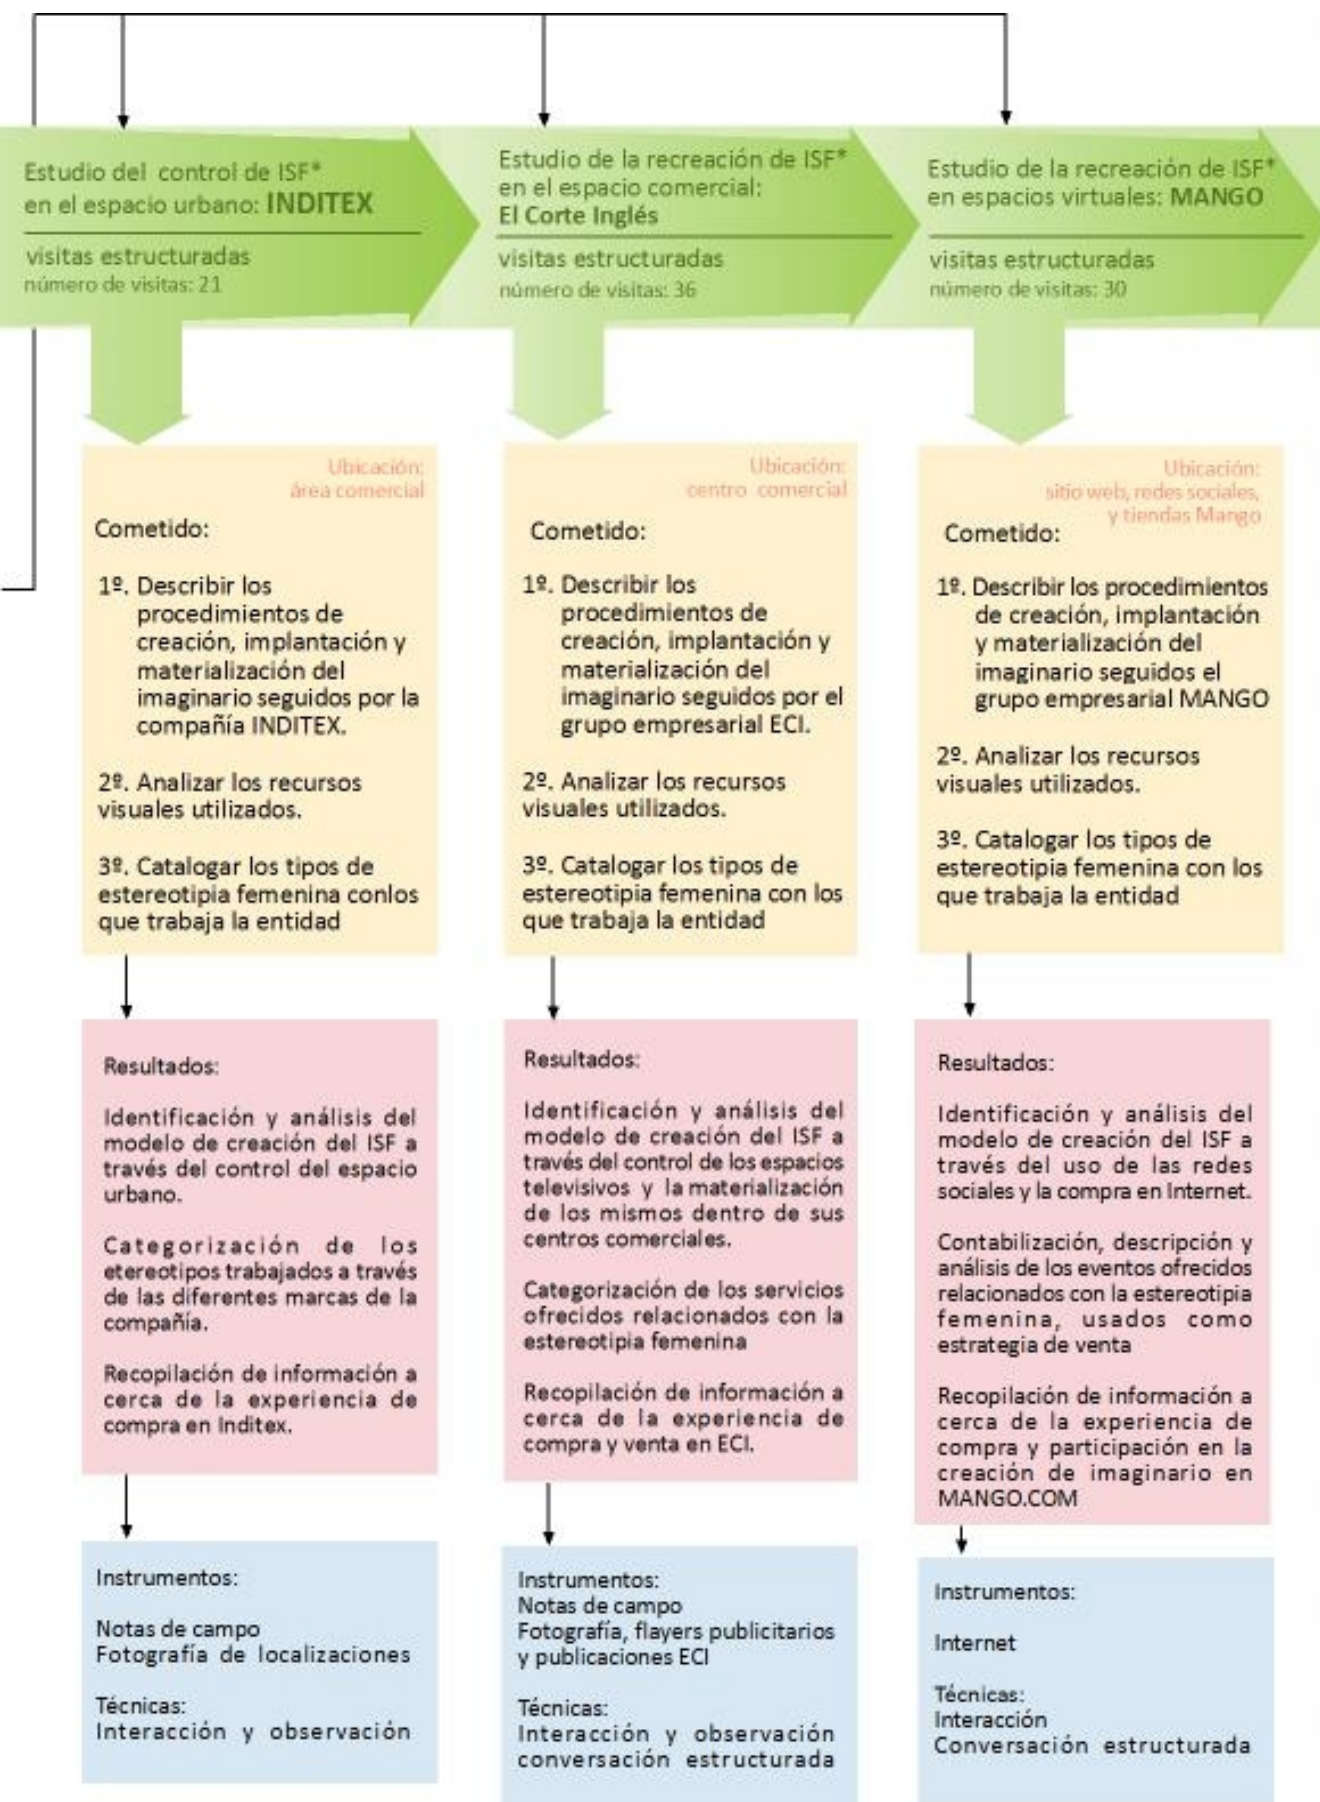 Estudio del control de ISF*
en el espacio urbano: INDITEX
visitas estructuradas
número de visitas: 21
Ubicación:
área comercial
Cometido:
1º. Describir los
procedimientos de
creación, implantación y
materialización del
imaginario seguidos por la
compañía INDITEX.
2º. Analizar los recursos
visuales utilizados.
3º. Catalogar los tipos de
estereotipia femenina conlos
que trabaja la entidad
Resultados:
Identificación y análisis del
modelo de creación del ISF a
través del control del espacio
urbano.
Categorización de los
etereotipos trabajados a través
de las diferentes marcas de la
compañía.
Recopilación de información a
cerca de la experiencia de
compra en Inditex.
Instrumentos:
Notas de campo
Fotografía de localizaciones
Técnicas:
Interacción y observación
Estudio de la recreación de ISF*
en el espacio comercial:
El Corte Inglés
visitas estructuradas
número de visitas: 36
Ubicación:
centro comercial
Cometido:
1º. Describir los
procedimientos de
creación, implantación y
materialización del
imaginario seguidos por el
grupo empresarial ECI.
2º. Analizar los recursos
visuales utilizados.
3º. Catalogar los tipos de
estereotipia femenina con los
que trabaja la entidad
Resultados:
Identificación y análisis del
modelo de creación del ISF a
través del control de los espacios
televisivos y la materialización
de los mismos dentro de sus
centros comerciales.
Categorización de los servicios
ofrecidos relacionados con la
estereotipia femenina
Recopilación de información a
cerca de la experiencia de
compra y venta en ECI.
Instrumentos:
Notas de campo
Fotografía, flayers publicitarios
y publicaciones ECI
Técnicas:
Interacción y observación
conversación estructurada
Estudio de la recreación de ISF*
en espacios virtuales: MANGO
visitas estructuradas
número de visitas: 30
Ubicación:
sitio web, redes sociales,
y tiendas Mango
Cometido:
1º. Describir los procedimientos
de creación, implantación
y materialización del
imaginario seguidos el
grupo empresarial MANGO
2º. Analizar los recursos
visuales utilizados.
3º. Catalogar los tipos de
estereotipia femenina con los
que trabaja la entidad
Resultados:
Identificación y análisis del
modelo de creación del ISF a
través del uso de las redes
sociales y la compra en Internet.
Contabilización, descripción y
análisis de los eventos ofrecidos
relacionados con la estereotipia
femenina, usados como
estrategia de venta
Recopilación de información a
cerca de la experiencia de
compra y participación en la
creación de imaginario en
MANGO.COM
Instrumentos:
Internet
Técnicas:
Interacción
Conversación estructurada